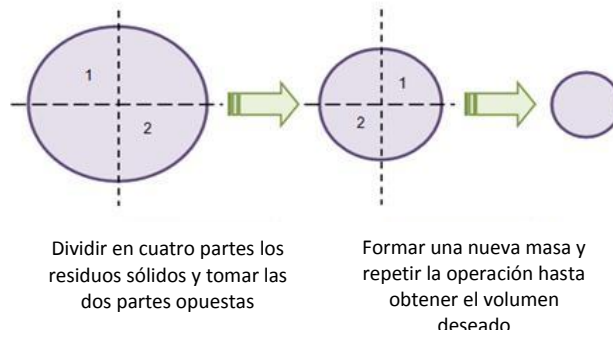 1
2
1
2
Dividir en cuatro partes los
residuos sólidos y tomar las
dos partes opuestas
Formar una nueva masa y
repetir la operación hasta
obtener el volumen
deseado